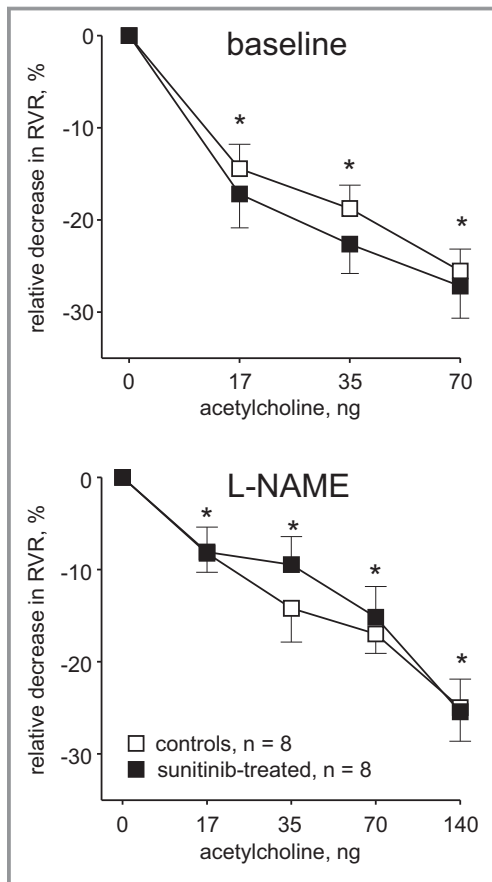 baseline
relative decrease in RVR, %
0
-10
-20
-30
*
*
*
0 17 35 70
acetylcholine, ng
L-NAME
relative decrease in RVR, %
0
-10
-20
-30
*
*
*
*
controls, n = 8
sunitinib-treated, n = 8
0 17 35 70 140
acetylcholine, ng